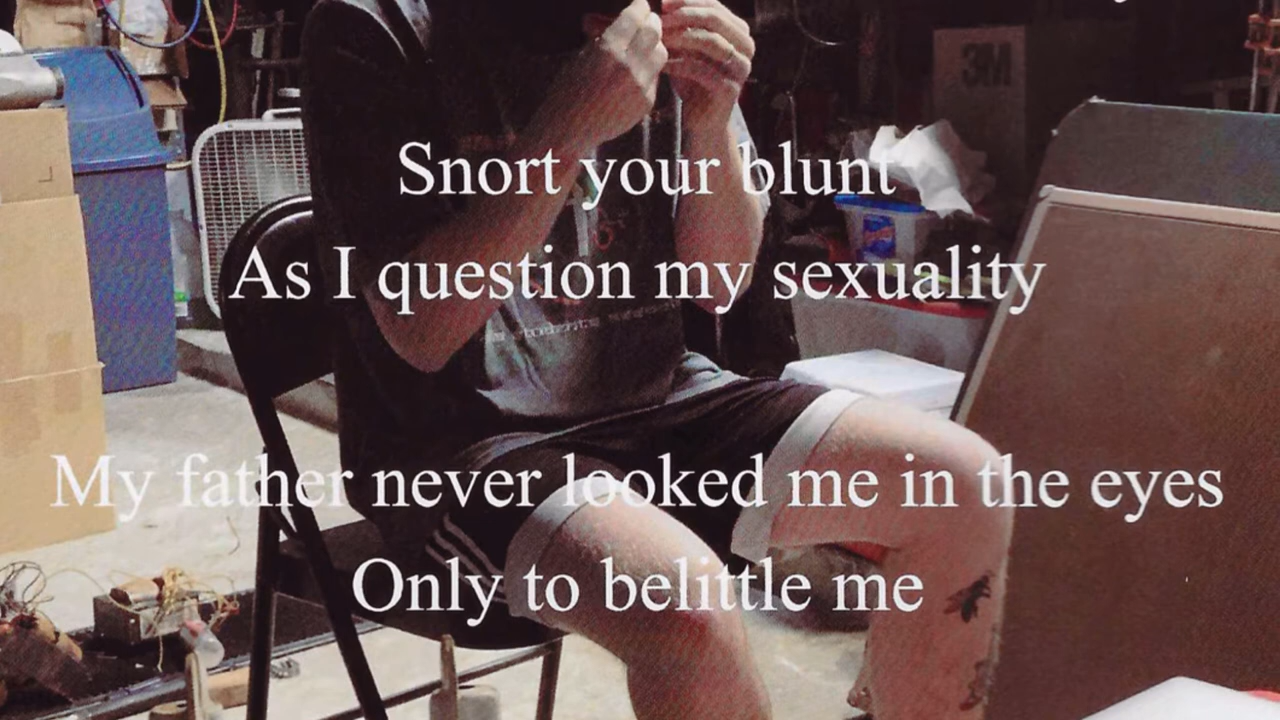 3M
Snort your blunt
As I question my sexuality
My father never looked me in the eyes
Only to belittle me